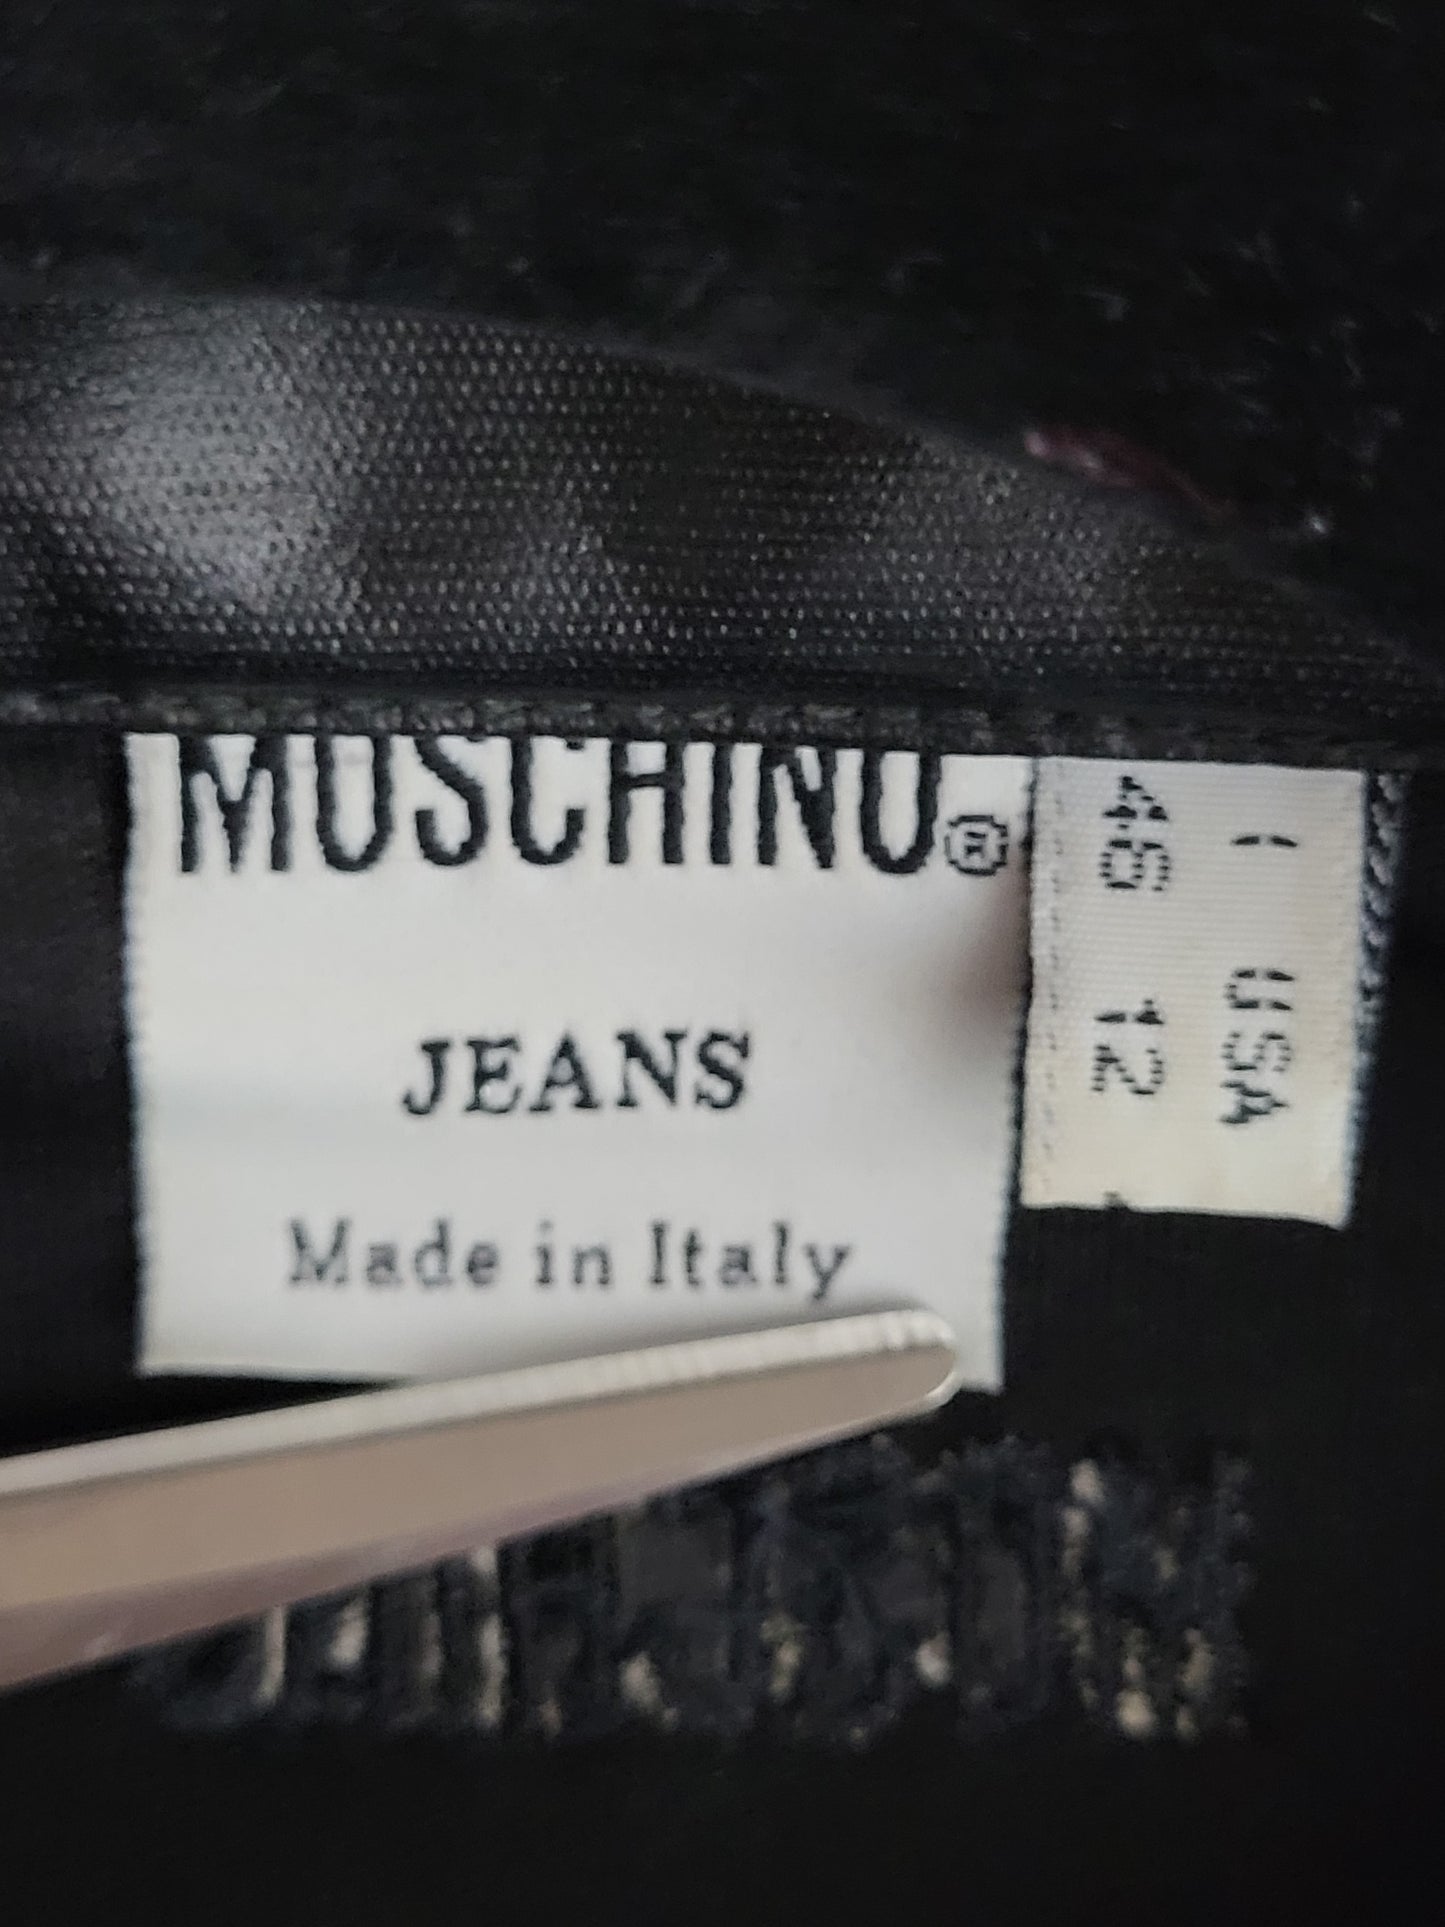 MOSCHINO®
JEANS
Made in Italy
I USA
46 12